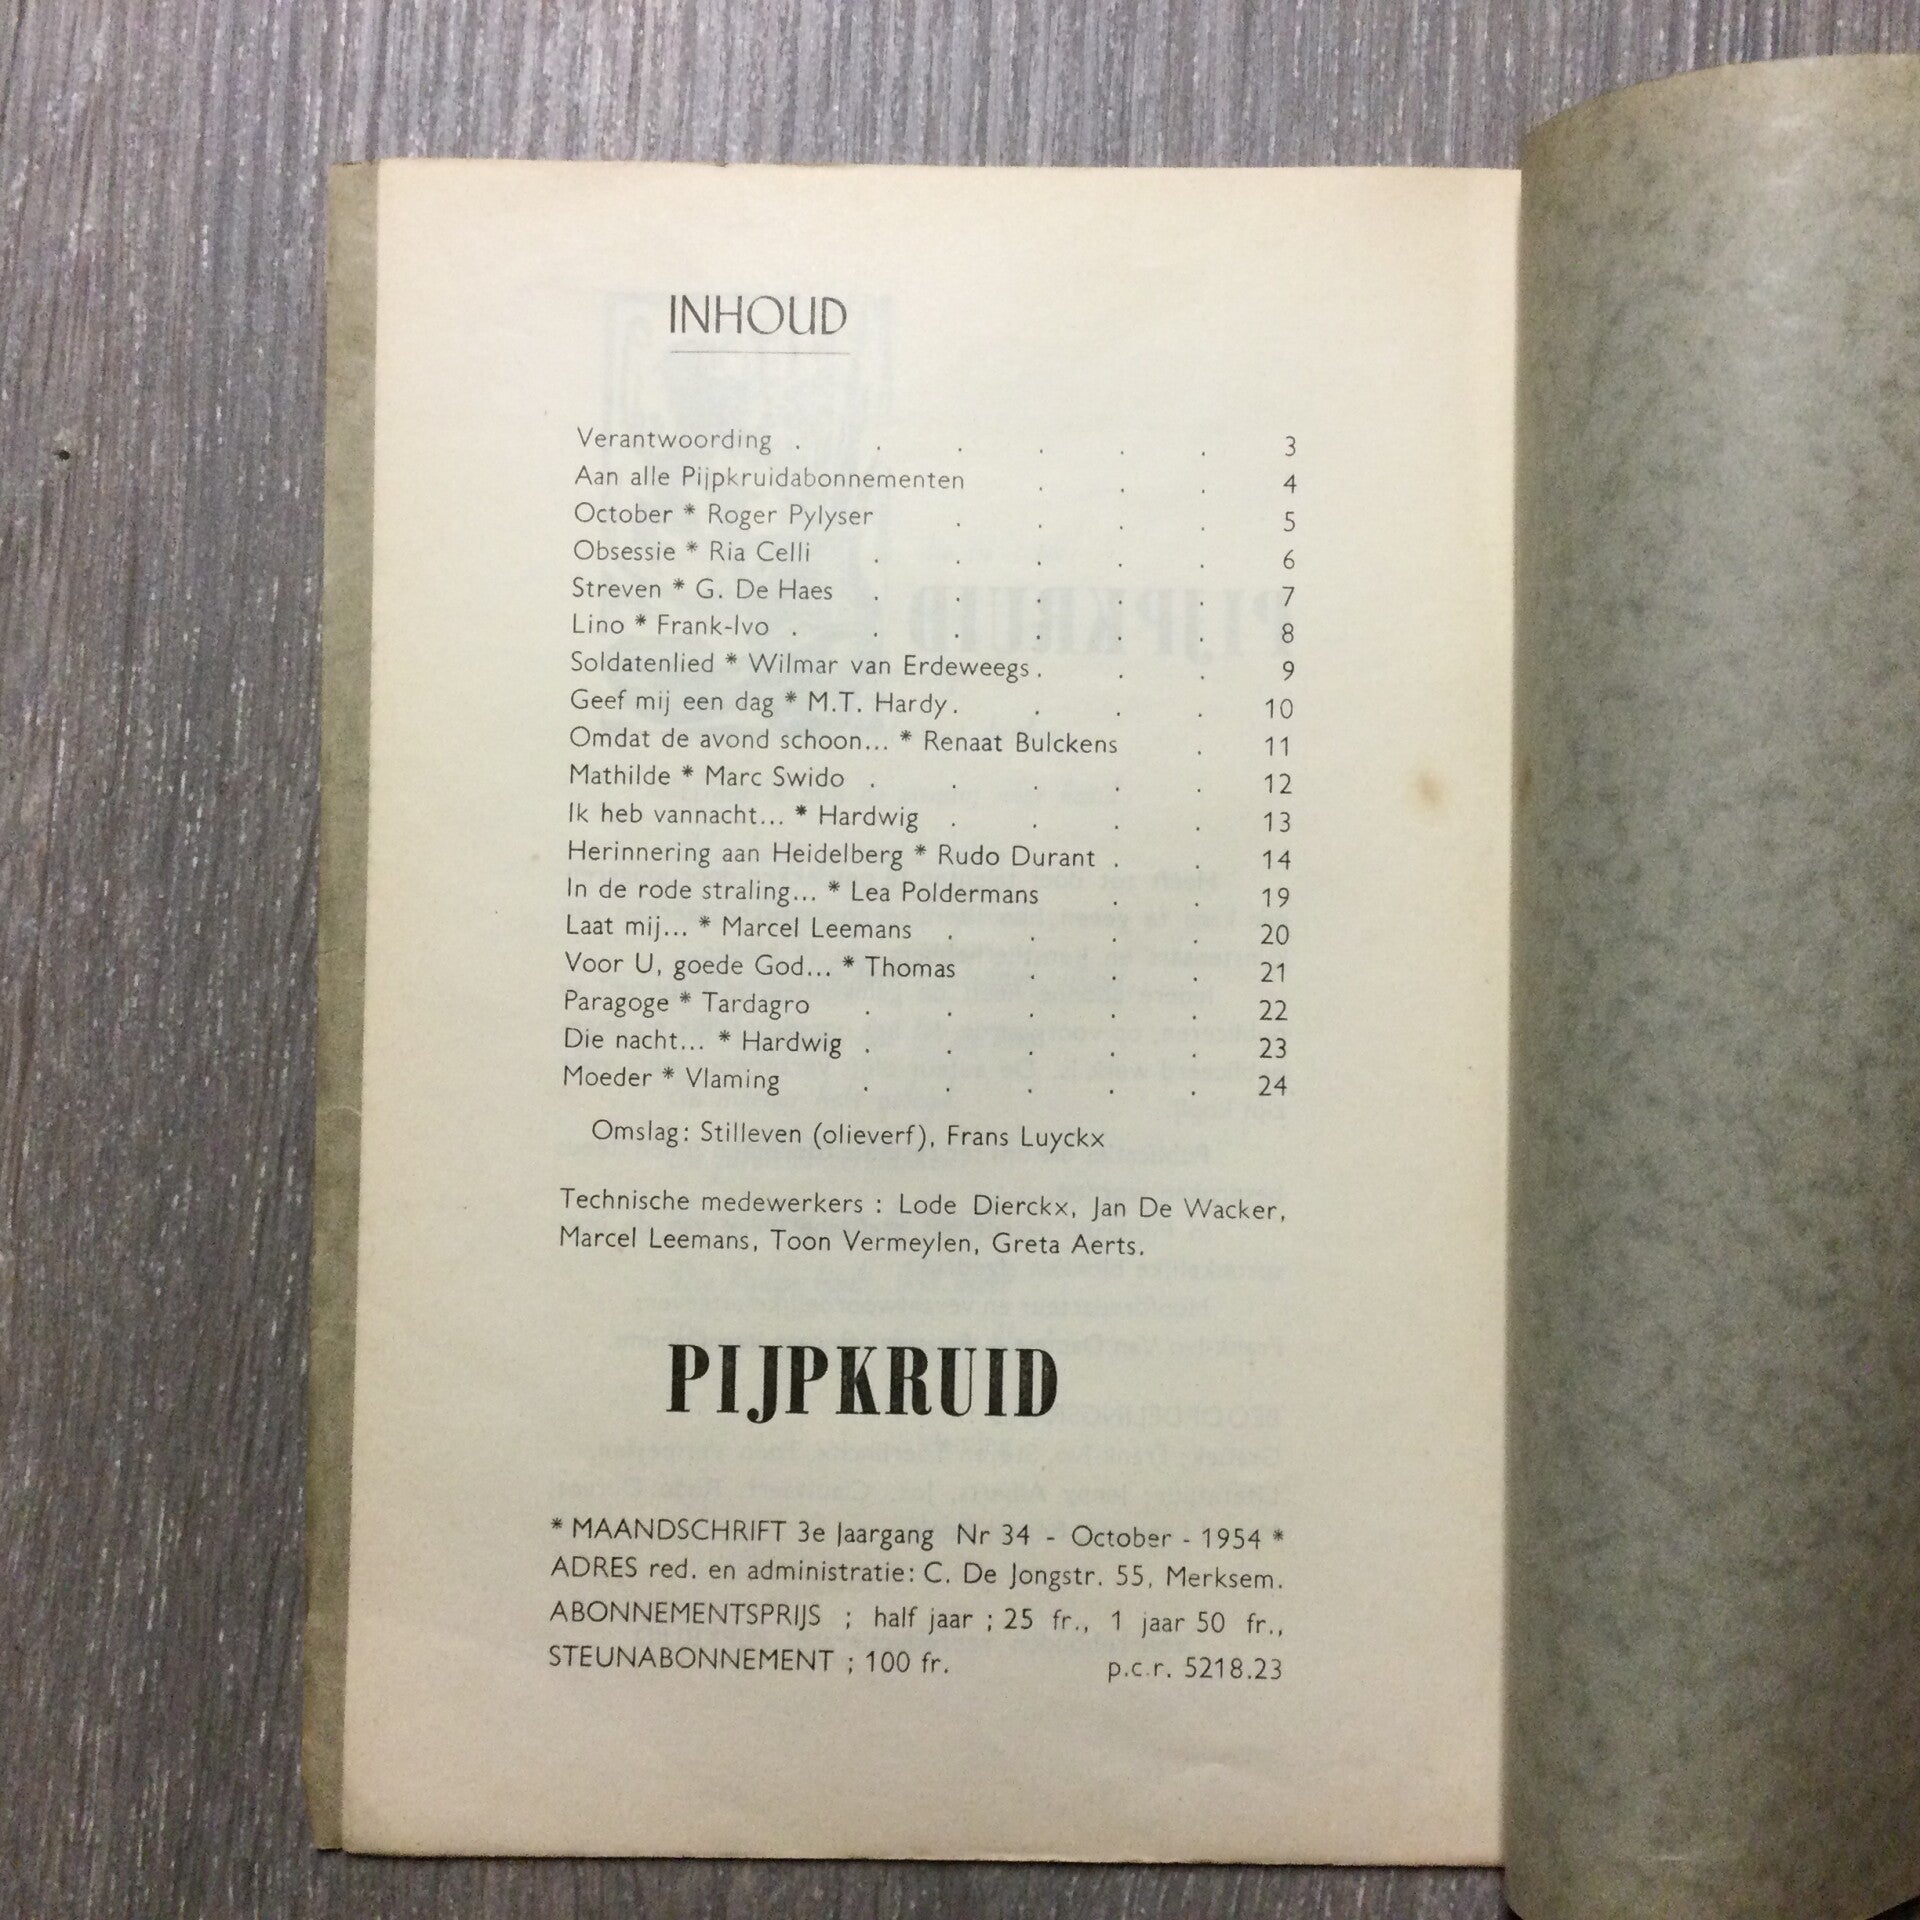 INHOUD
Verantwoording . . . . . . 3
Aan alle Pijpkruidabonnementen . . . 4
October * Roger Pylyser . . . . 5
Obsessie * Ria Celli . . . . . 6
Streven * G. De Haes . . . . . 7
Lino * Frank-Ivo . . . . . . 8
Soldatenlied * Wilmar van Erdeweegs . . . 9
Geef mij een dag * M.T. Hardy . . . . 10
Omdat de avond schoon... * Renaat Bulckens . 11
Mathilde * Marc Swido . . . . . 12
Ik heb vannacht... * Hardwig . . . . 13
Herinnering aan Heidelberg * Rudo Durant . . 14
In de rode straling... * Lea Poldermans . . 19
Laat mij... * Marcel Leemans . . . . 20
Voor U, goede God... * Thomas . . . 21
Paragoge * Tardagro . . . . . 22
Die nacht... * Hardwig . . . . . 23
Moeder * Vlaming . . . . . 24
Omslag: Stilleven (olieverf), Frans Luyckx
Technische medewerkers : Lode Dierckx, Jan De Wacker,
Marcel Leemans, Toon Vermeylen, Greta Aerts.
PIJPKRUID
* MAANDSCHRIFT 3e Jaargang Nr 34 - October - 1954 *
ADRES red. en administratie: C. De Jongstr. 55, Merksem.
ABONNEMENTSPRIJS ; half jaar ; 25 fr., 1 jaar 50 fr.,
STEUNABONNEMENT ; 100 fr. p.c.r. 5218.23